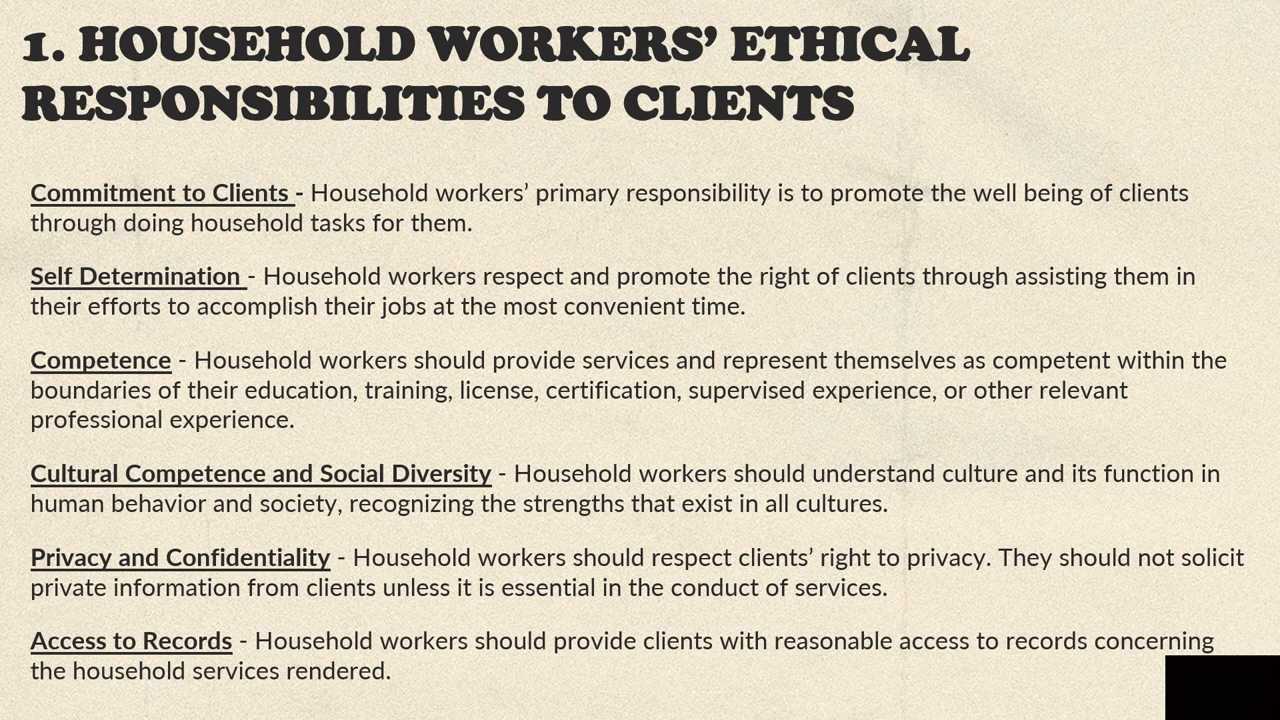 1. HOUSEHOLD WORKERS’ ETHICAL
RESPONSIBILITIES TO CLIENTS
Commitment to Clients - Household workers’ primary responsibility is to promote the well being of clients
through doing household tasks for them.
Self Determination - Household workers respect and promote the right of clients through assisting them in
their efforts to accomplish their jobs at the most convenient time.
Competence - Household workers should provide services and represent themselves as competent within the
boundaries of their education, training, license, certification, supervised experience, or other relevant
professional experience.
Cultural Competence and Social Diversity - Household workers should understand culture and its function in
human behavior and society, recognizing the strengths that exist in all cultures.
Privacy and Confidentiality - Household workers should respect clients’ right to privacy. They should not solicit
private information from clients unless it is essential in the conduct of services.
Access to Records - Household workers should provide clients with reasonable access to records concerning
the household services rendered.